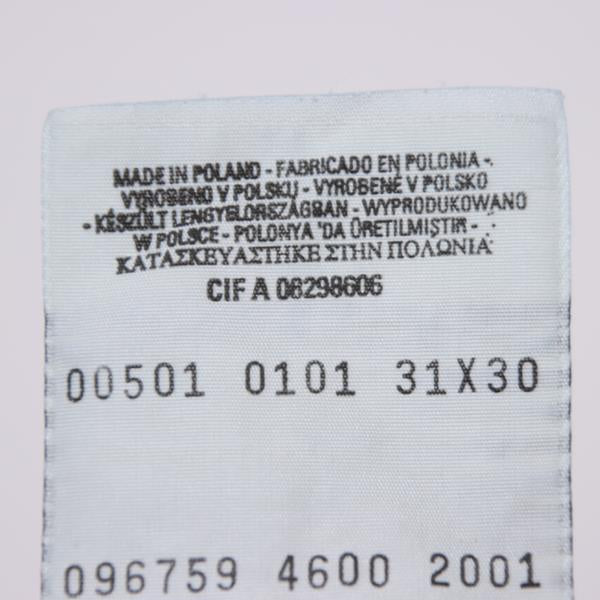 MADE IN POLAND - FABRICADO EN POLONIA -
VYROBENO V POLSKU - VYROBENÉ V POLSKO
- KÉSZÜLT LENGYELORSZÁGBAN - WYPRODUKOWANO
W POLSCE - POLONYA 'DA ÜRETILMIŞTIR -
ΚΑΤΑΣΚΕΥΑΣΤΗΚΕ ΣΤΗΝ ΠΟΛΩΝΙΑ
CIF A 08298606
00501 0101 31X30
096759 4600 2001